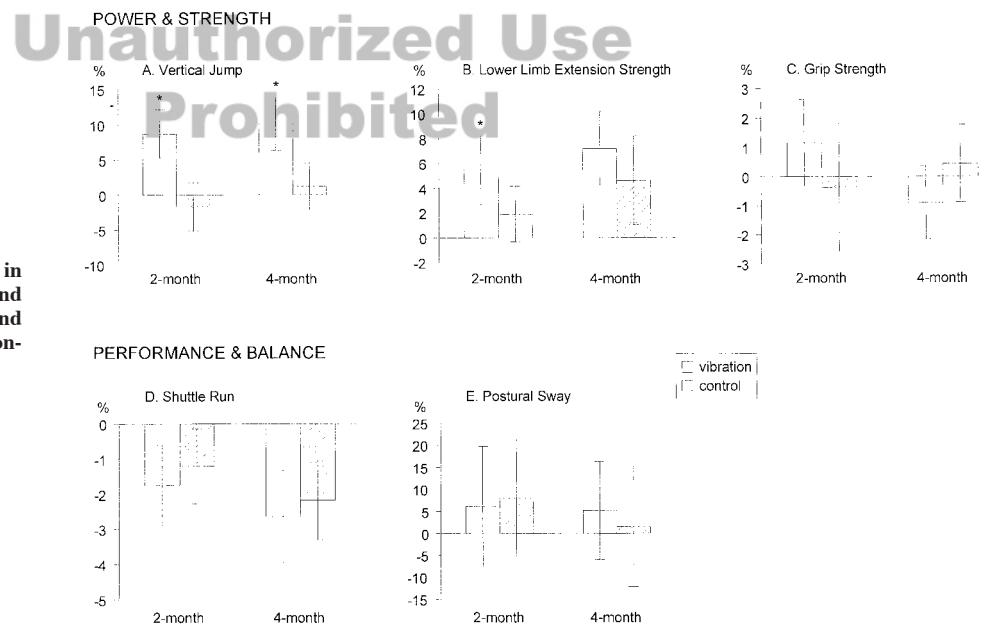 POWER & STRENGTH
Unauthorized Use
Prohibited
% A. Vertical Jump
15
10
5
0
-5
-10
2-month 4-month
*
*
% B. Lower Limb Extension Strength
12
10
8
6
4
2
0
-2
2-month 4-month
*
% C. Grip Strength
3
2
1
0
-1
-2
-3
2-month 4-month
in
nd
nd
on-
PERFORMANCE & BALANCE
vibration
control
% D. Shuttle Run
0
-1
-2
-3
-4
-5
2-month 4-month
% E. Postural Sway
25
20
15
10
5
0
-5
-10
-15
2-month 4-month